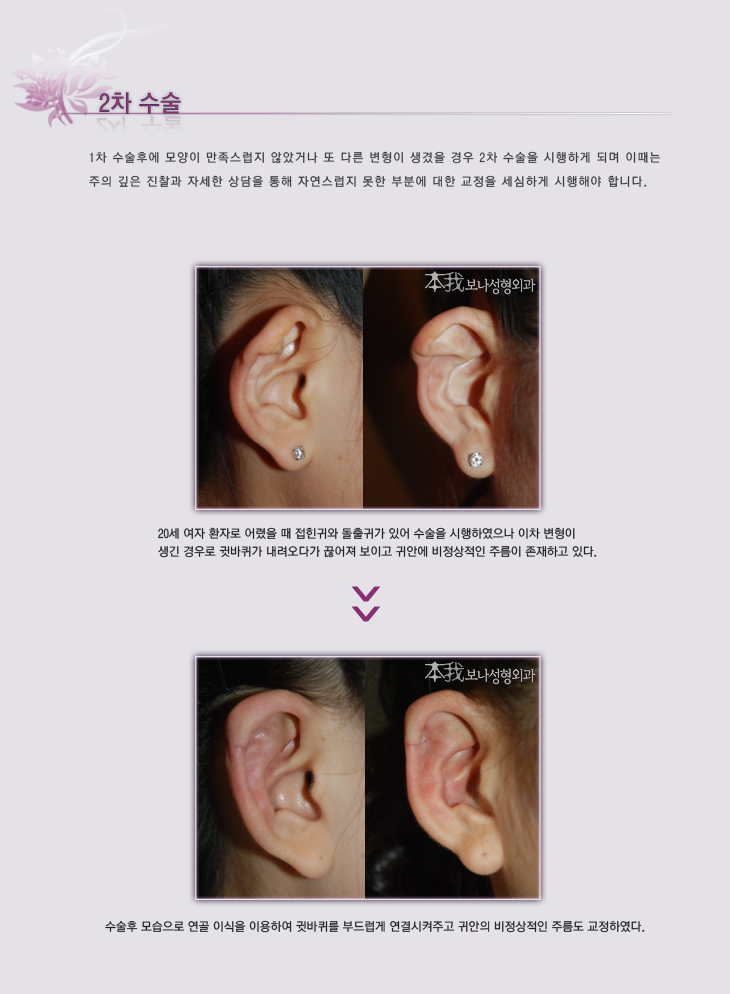 2차 수술
1차 수술후에 모양이 만족스럽지 않았거나 또 다른 변형이 생겼을 경우 2차 수술을 시행하게 되며 이때는
주의 깊은 진찰과 자세한 상담을 통해 자연스럽지 못한 부분에 대한 교정을 세심하게 시행해야 합니다.
本我 보나성형외과
20세 여자 환자로 어렸을 때 접힌귀와 돌출귀가 있어 수술을 시행하였으나 이차 변형이
생긴 경우로 귓바퀴가 내려오다가 끊어져 보이고 귀안에 비정상적인 주름이 존재하고 있다.
本我 보나성형외과
수술후 모습으로 연골 이식을 이용하여 귓바퀴를 부드럽게 연결시켜주고 귀안의 비정상적인 주름도 교정하였다.